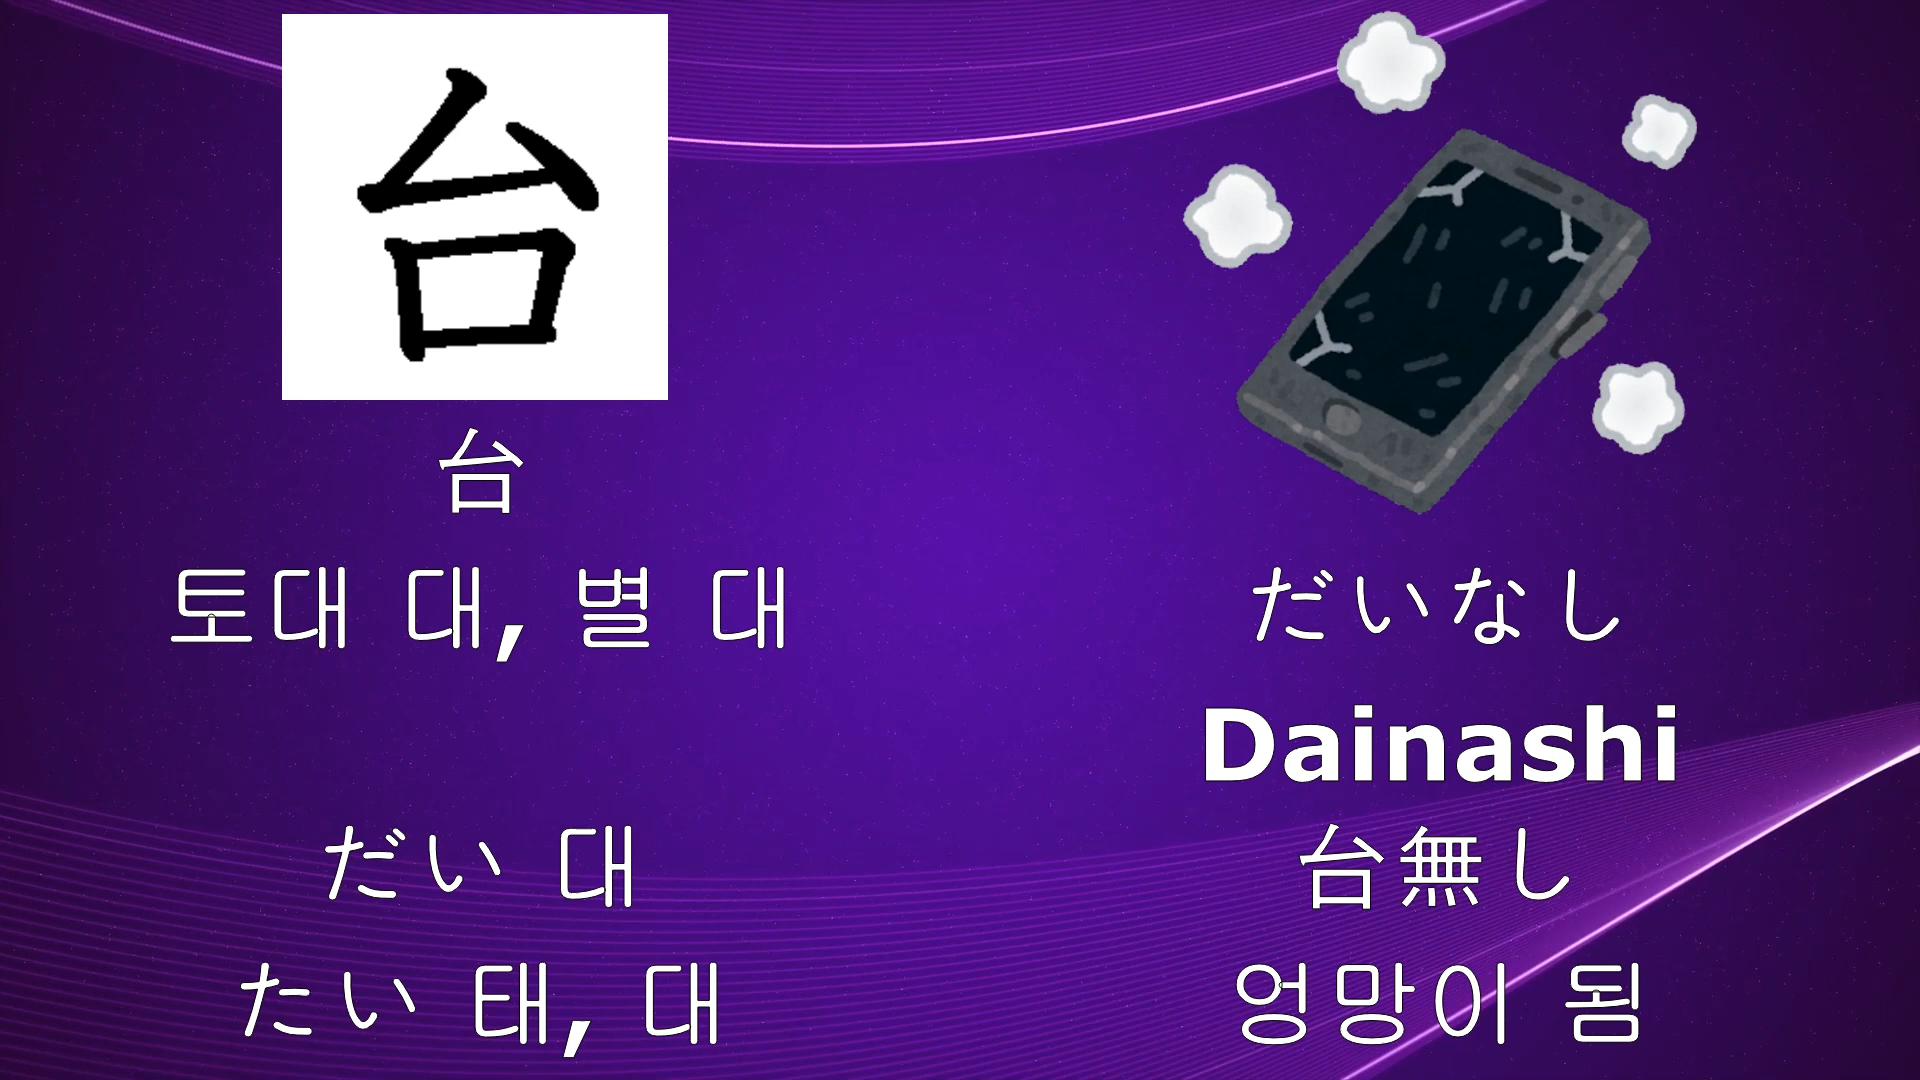 台
台
토대 대, 별 대
だい 대
たい 태, 대
だいなし
Dainashi
台無し
엉망이 됨